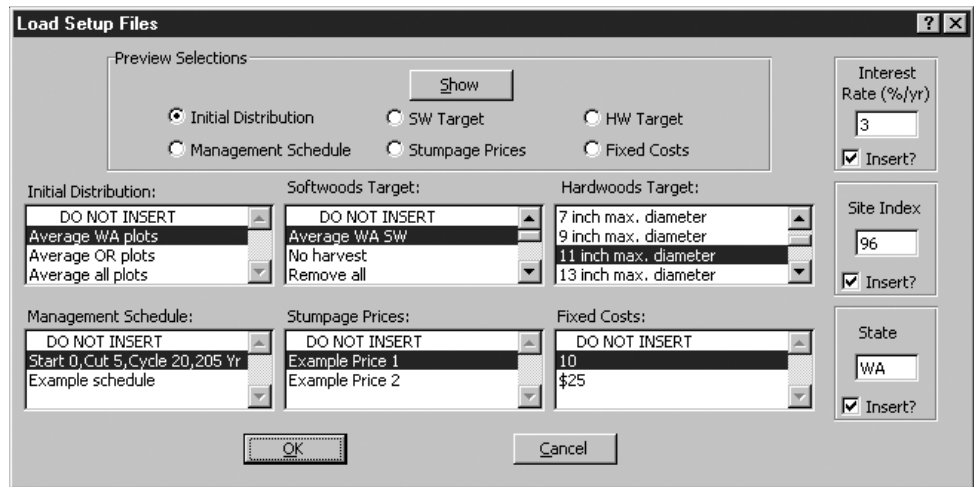 Load Setup Files
Preview Selections
Show
Initial Distribution
SW Target
HW Target
Management Schedule
Stumpage Prices
Fixed Costs
Interest
Rate (%/yr)
3
Insert?
Initial Distribution:
DO NOT INSERT
Average WA plots
Average OR plots
Average all plots
Softwoods Target:
DO NOT INSERT
Average WA SW
No harvest
Remove all
Hardwoods Target:
7 inch max. diameter
9 inch max. diameter
11 inch max. diameter
13 inch max. diameter
Site Index
96
Insert?
Management Schedule:
DO NOT INSERT
Start 0,Cut 5,Cycle 20,205 Yr
Example schedule
Stumpage Prices:
DO NOT INSERT
Example Price 1
Example Price 2
Fixed Costs:
DO NOT INSERT
10
$25
State
WA
Insert?
OK
Cancel